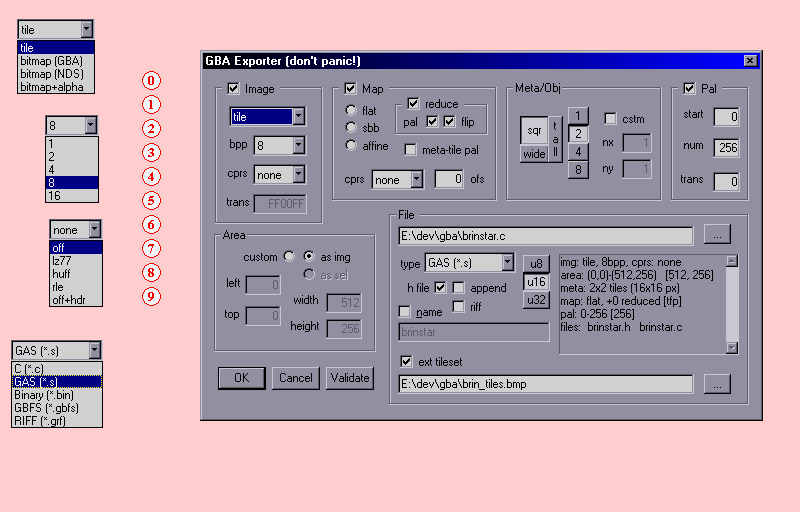 tile
tile
bitmap (GBA)
bitmap (NDS)
bitmap+alpha
8
1
2
4
8
16
none
off
lz77
huff
rle
off+hdr
GAS (*.s)
C (*.c)
GAS (*.s)
Binary (*.bin)
GBFS (*.gbfs)
RIFF (*.grf)
0
1
2
3
4
5
6
7
8
9
GBA Exporter (don't panic!)
Image
tile
bpp 8
cprs none
trans FF00FF
Map
flat
sbb
affine
reduce
pal flip
meta-tile pal
cprs none 0 ofs
Meta/Obj
sqr
tall
wide
1
2
4
8
cstm
nx 1
ny 1
Pal
start 0
num 256
trans 0
Area
custom as img
as sel
left 0
width 512
top 0
height 256
OK Cancel Validate
File
E:\dev\gba\brinstar.c ...
type GAS (*.s)
h file append
name riff
brinstar
u8
u16
u32
img: tile, 8bpp, cprs: none
area: (0,0)-(512,256) [512, 256]
meta: 2x2 tiles (16x16 px)
map: flat, +0 reduced [tfp]
pal: 0-256 [256]
files: brinstar.h brinstar.c
ext tileset
E:\dev\gba\brin_tiles.bmp ...